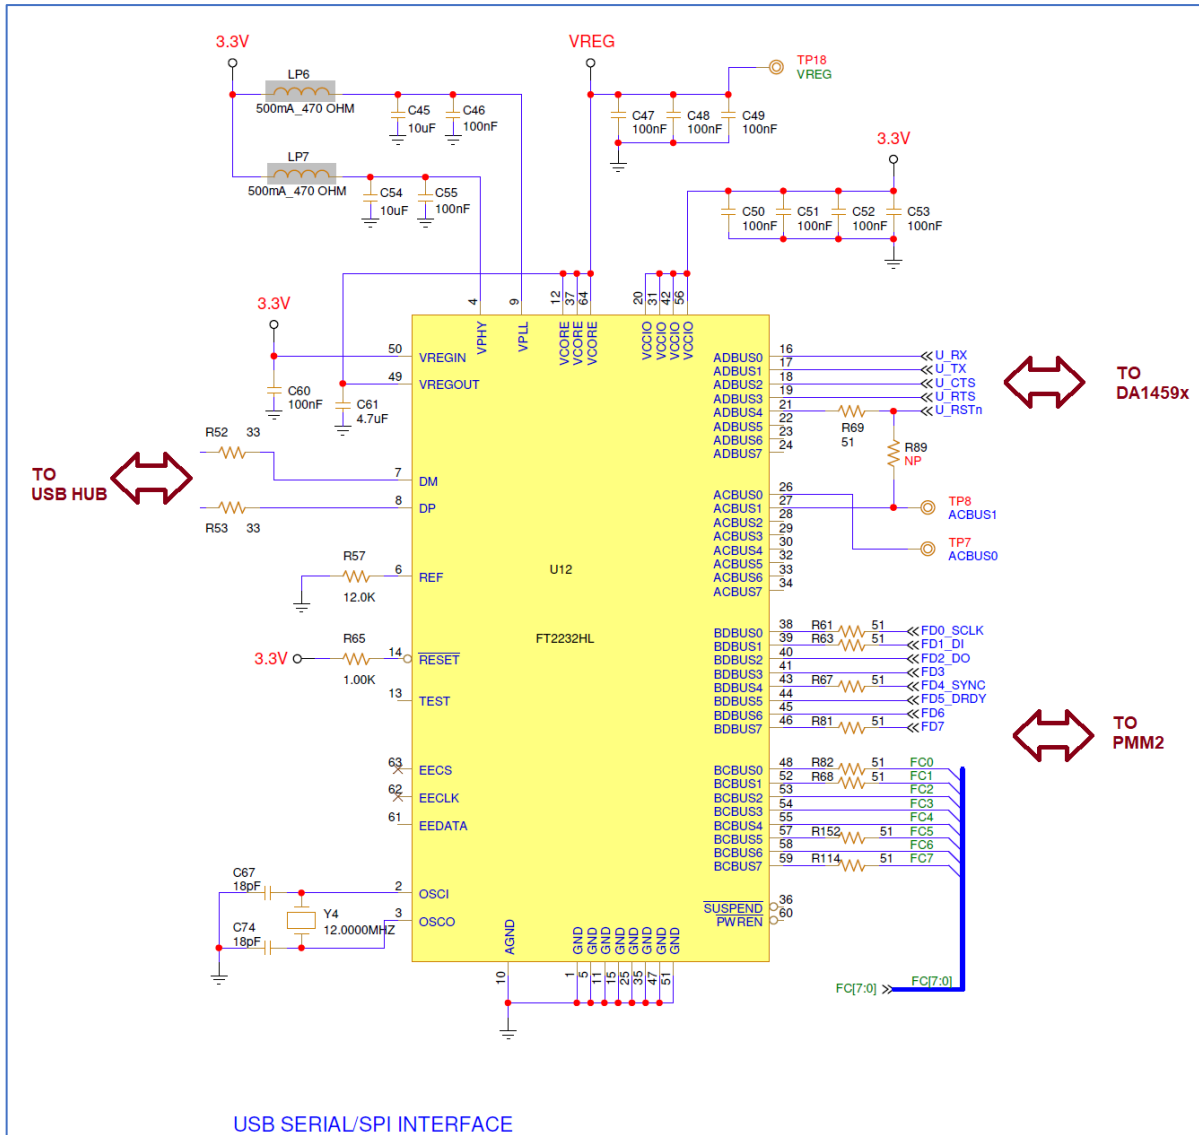 3.3V
VREG
TP18
VREG
LP6
500mA_470 OHM
C45
10uF
C46
100nF
C47
100nF
C48
100nF
C49
100nF
3.3V
LP7
500mA_470 OHM
C54
10uF
C55
100nF
C50
100nF
C51
100nF
C52
100nF
C53
100nF
3.3V
4
9
12
37
64
20
31
42
56
VPHY
VPLL
VCORE
VCORE
VCORE
VCCIO
VCCIO
VCCIO
VCCIO
50
VREGIN
49
VREGOUT
C60
100nF
C61
4.7uF
R52 33
7
DM
TO
USB HUB
8
DP
R53 33
R57
6
REF
12.0K
U12
FT2232HL
R65
3.3V
14
RESET
1.00K
13
TEST
63
EECS
62
EECLK
61
EEDATA
C67
18pF
2
OSCI
Y4
12.0000MHZ
3
OSCO
C74
18pF
AGND
GND
GND
GND
GND
GND
GND
GND
GND
10
1
5
11
15
25
35
47
51
ADBUS0 16 U_RX
ADBUS1 17 U_TX
ADBUS2 18 U_CTS
ADBUS3 19 U_RTS
ADBUS4 21 U_RSTn
ADBUS5 22
ADBUS6 23
ADBUS7 24
R69
51
R89
NP
TO
DA1459x
ACBUS0 26
ACBUS1 27
ACBUS2 28
ACBUS3 29
ACBUS4 30
ACBUS5 32
ACBUS6 33
ACBUS7 34
TP8
ACBUS1
TP7
ACBUS0
BDBUS0 38 R61 51 FD0_SCLK
BDBUS1 39 R63 51 FD1_DI
BDBUS2 40 FD2_DO
BDBUS3 41 FD3
BDBUS4 43 R67 51 FD4_SYNC
BDBUS5 44 FD5_DRDY
BDBUS6 45 FD6
BDBUS7 46 R81 51 FD7
TO
PMM2
BCBUS0 48 R82 51 FC0
BCBUS1 52 R68 51 FC1
BCBUS2 53 FC2
BCBUS3 54 FC3
BCBUS4 55 FC4
BCBUS5 57 R152 51 FC5
BCBUS6 58 FC6
BCBUS7 59 R114 51 FC7
SUSPEND 36
PWREN 60
FC[7:0] FC[7:0]
USB SERIAL/SPI INTERFACE